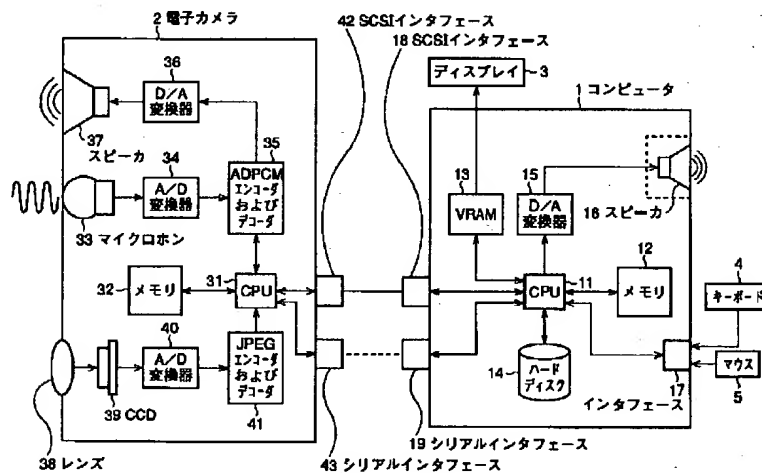 2 電子カメラ
42 SCSIインタフェース
18 SCSIインタフェース
ディスプレイ
3
1 コンピュータ
36
D/A
変換器
37
スピーカ
34
A/D
変換器
35
ADPCM
エンコーダ
および
デコーダ
33 マイクロホン
13
VRAM
15
D/A
変換器
16 スピーカ
12
メモリ
31
CPU
32
メモリ
11
CPU
4
キーボード
40
A/D
変換器
JPEG
エンコーダ
および
デコーダ
41
39 CCD
38 レンズ
14
ハード
ディスク
17
インタフェース
マウス
5
19 シリアルインタフェース
43 シリアルインタフェース